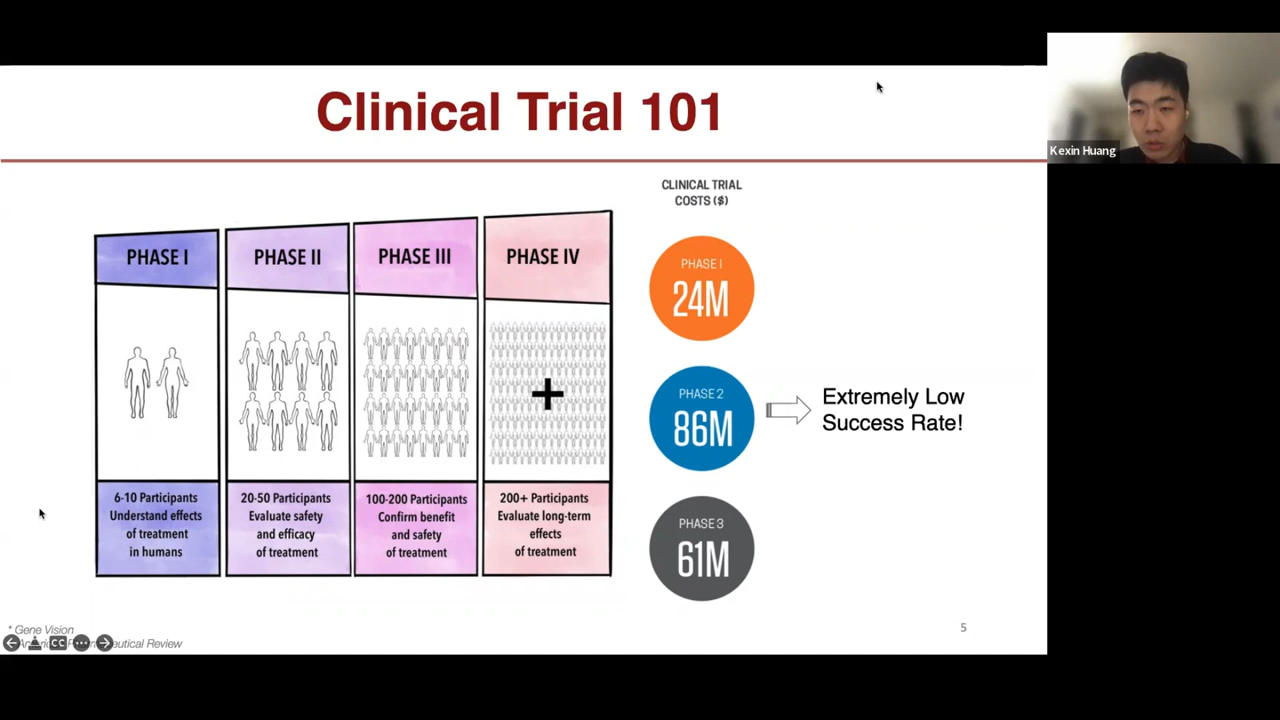 Clinical Trial 101
Kexin Huang
CLINICAL TRIAL
COSTS ($)
PHASE I
PHASE II
PHASE III
PHASE IV
6-10 Participants
Understand effects
of treatment
in humans
20-50 Participants
Evaluate safety
and efficacy
of treatment
100-200 Participants
Confirm benefit
and safety
of treatment
200+ Participants
Evaluate long-term
effects
of treatment
PHASE 1
24M
PHASE 2
86M
PHASE 3
61M
Extremely Low
Success Rate!
* Gene Vision
CC
Review
5